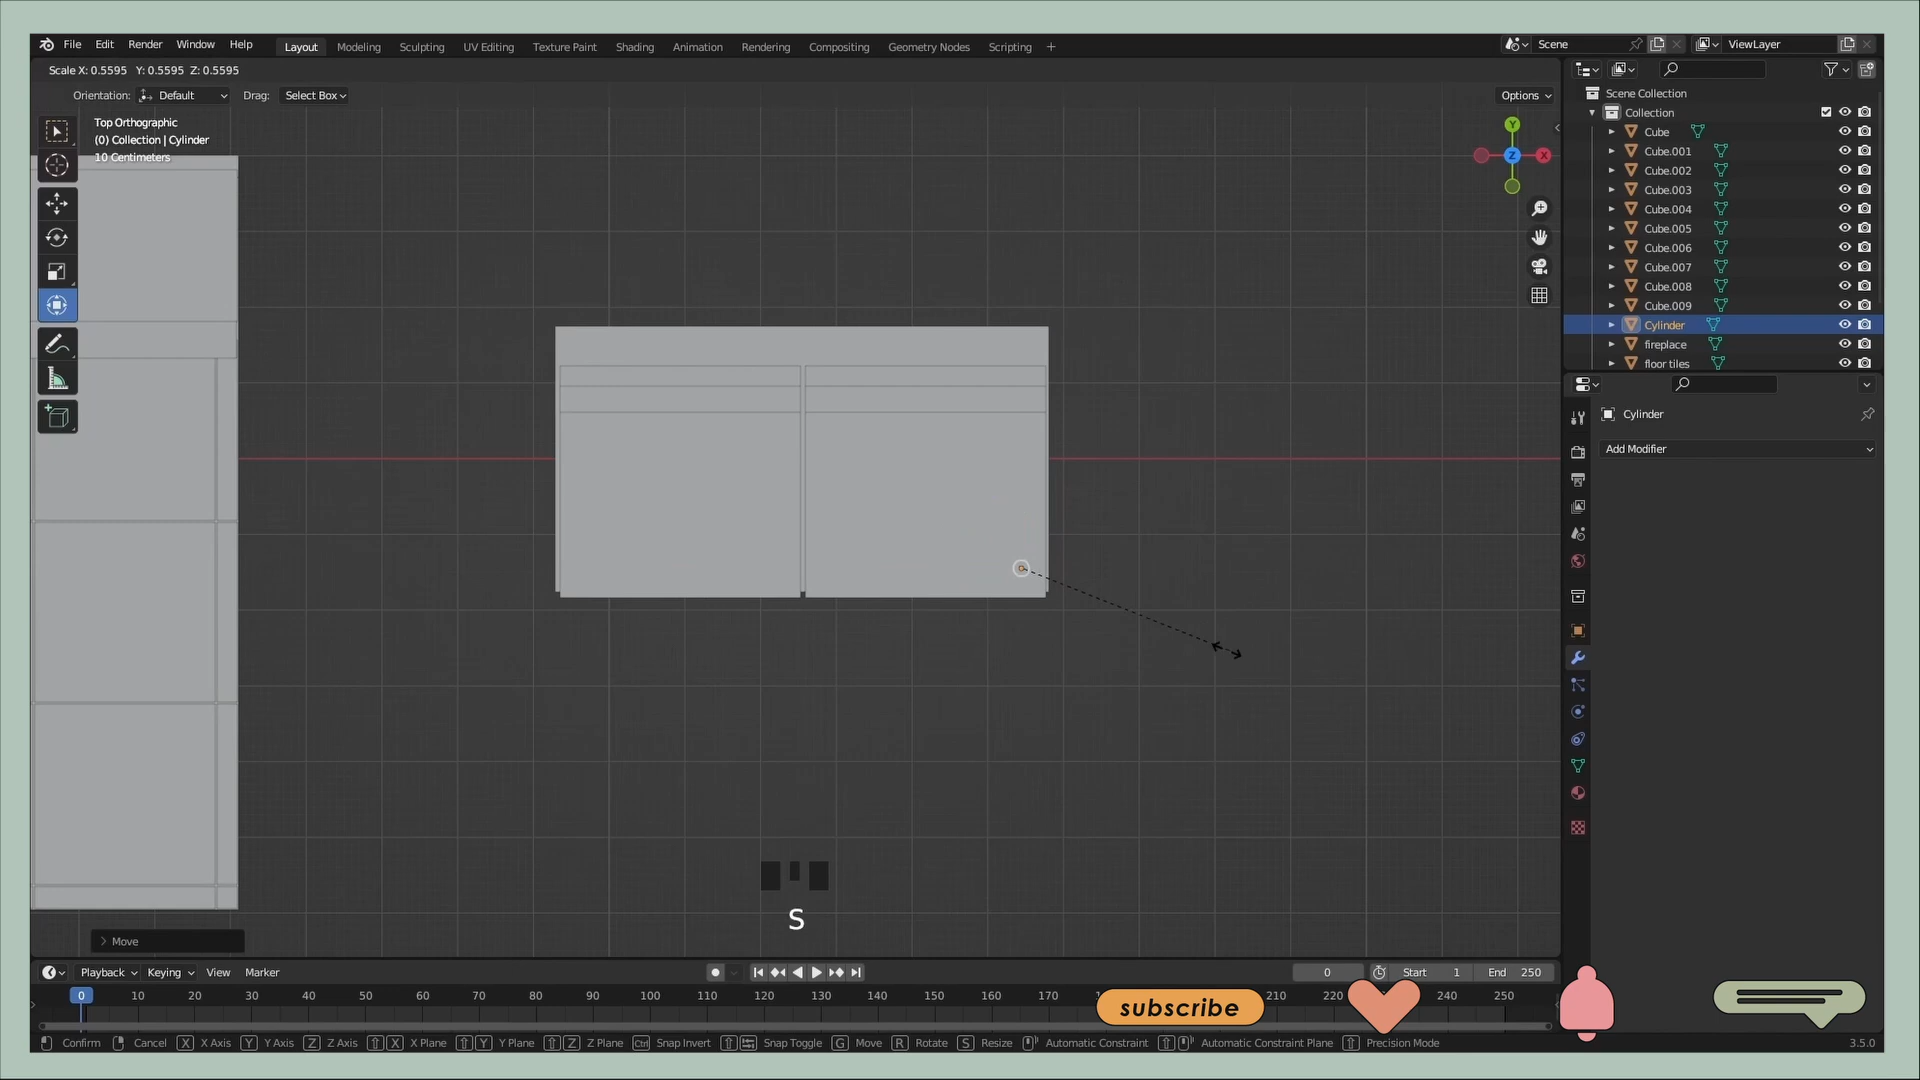 File Edit Render Window Help Layout Modeling Sculpting UV Editing Texture Paint Shading Animation Rendering Compositing Geometry Nodes Scripting + Scene ViewLayer
Scale X: 0.5595 Y: 0.5595 Z: 0.5595
Orientation: Default Drag: Select Box Options
Top Orthographic
(0) Collection | Cylinder
10 Centimeters
Y
Z
X
Scene Collection
Collection
Cube
Cube.001
Cube.002
Cube.003
Cube.004
Cube.005
Cube.006
Cube.007
Cube.008
Cube.009
Cylinder
fireplace
floor tiles
Cylinder
Add Modifier
S
Move
Playback Keying View Marker 0 Start 1 End 250
0 10 20 30 40 50 60 70 80 90 100 110 120 130 140 150 160 170 210 220 240 250
subscribe
Confirm Cancel X X Axis Y Y Axis Z Z Axis X X Plane Y Y Plane Z Z Plane Ctrl Snap Invert Snap Toggle G Move R Rotate S Resize Automatic Constraint Automatic Constraint Plane Precision Mode 3.5.0